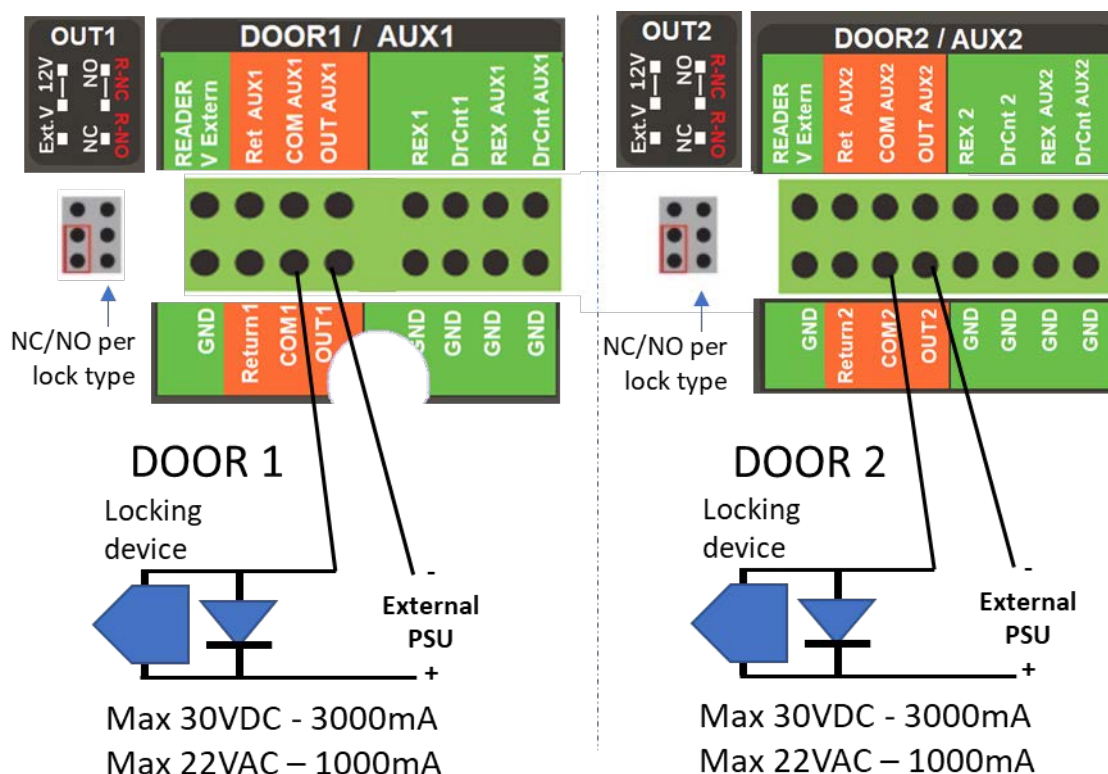 OUT1
Ext.V 12V
NC NO
R-NO R-NC
DOOR1 / AUX1
READER
V Extern
Ret AUX1
COM AUX1
OUT AUX1
REX 1
DrCnt 1
REX AUX1
DrCnt AUX1
GND
Return1
COM1
OUT1
GND
GND
GND
GND
NC/NO per
lock type
DOOR 1
Locking
device
-
External
PSU
+
Max 30VDC - 3000mA
Max 22VAC – 1000mA
OUT2
Ext.V 12V
NC NO
R-NO R-NC
DOOR2 / AUX2
READER
V Extern
Ret AUX2
COM AUX2
OUT AUX2
REX 2
DrCnt 2
REX AUX2
DrCnt AUX2
GND
Return2
COM2
OUT2
GND
GND
GND
GND
NC/NO per
lock type
DOOR 2
Locking
device
-
External
PSU
+
Max 30VDC - 3000mA
Max 22VAC – 1000mA